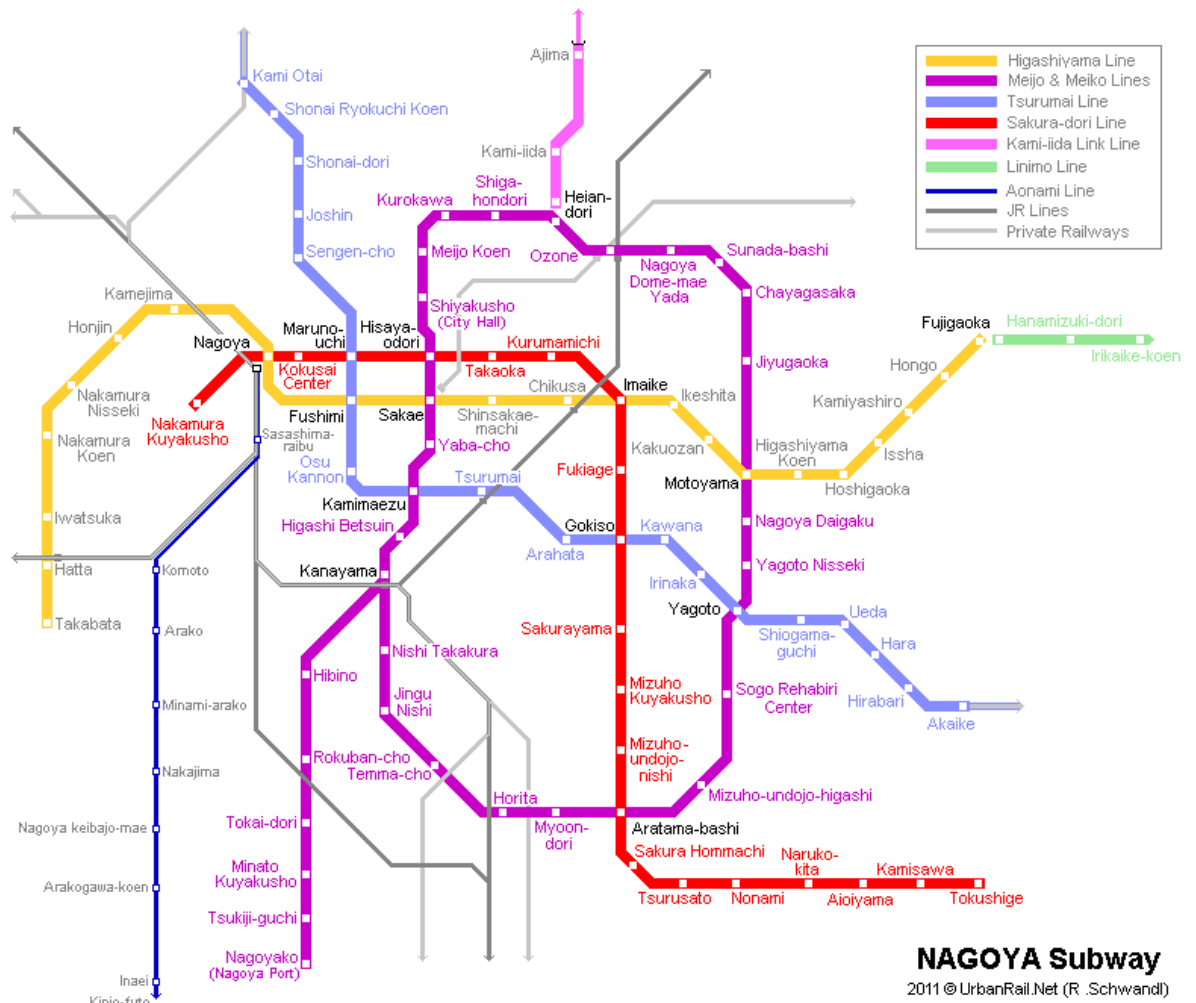 Ajima
Kami Otai
Shonai Ryokuchi Koen
Kami-iida
Shonai-dori
Shiga-
hondori
Heian-
dori
Kurokawa
Joshin
Sengen-cho
Meijo Koen
Ozone
Nagoya
Dome-mae
Yada
Sunada-bashi
Chayagasaka
Kamejima
Honjin
Shiyakusho
(City Hall)
Maruno-
uchi
Hisaya-
odori
Nagoya
Kokusai
Center
Takaoka
Kurumamichi
Jiyugaoka
Fujigaoka
Hanamizuki-dori
Irikaike-koen
Hongo
Nakamura
Nisseki
Nakamura
Kuyakusho
Chikusa
Imaike
Ikeshita
Kamiyashiro
Fushimi
Sakae
Shinsakae-
machi
Nakamura
Koen
Sasashima-
raibu
Yaba-cho
Kakuozan
Higashiyama
Koen
Issha
Osu
Kannon
Tsurumai
Fukiage
Motoyama
Hoshigaoka
Kamimaezu
Iwatsuka
Higashi Betsuin
Gokiso
Kawana
Nagoya Daigaku
Arahata
Hatta
Komoto
Kanayama
Irinaka
Yagoto Nisseki
Yagoto
Takabata
Arako
Sakurayama
Shiogama-
guchi
Ueda
Nishi Takakura
Hara
Hibino
Mizuho
Kuyakusho
Sogo Rehabiri
Center
Hirabari
Akaike
Minami-arako
Jingu
Nishi
Rokuban-cho
Temma-cho
Mizuho-
undojo-
nishi
Nakajima
Mizuho-undojo-higashi
Horita
Nagoya keibajo-mae
Tokai-dori
Myoon-
dori
Aratama-bashi
Sakura Hommachi
Minato
Kuyakusho
Naruko-
kita
Kamisawa
Arakogawa-koen
Tsurusato
Nonami
Aioiyama
Tokushige
Tsukiji-guchi
Nagoyako
(Nagoya Port)
Inaei
Kinjo-futo
Higashiyama Line
Meijo & Meiko Lines
Tsurumai Line
Sakura-dori Line
Kami-iida Link Line
Linimo Line
Aonami Line
JR Lines
Private Railways
NAGOYA Subway
2011 © UrbanRail.Net (R .Schwandl)